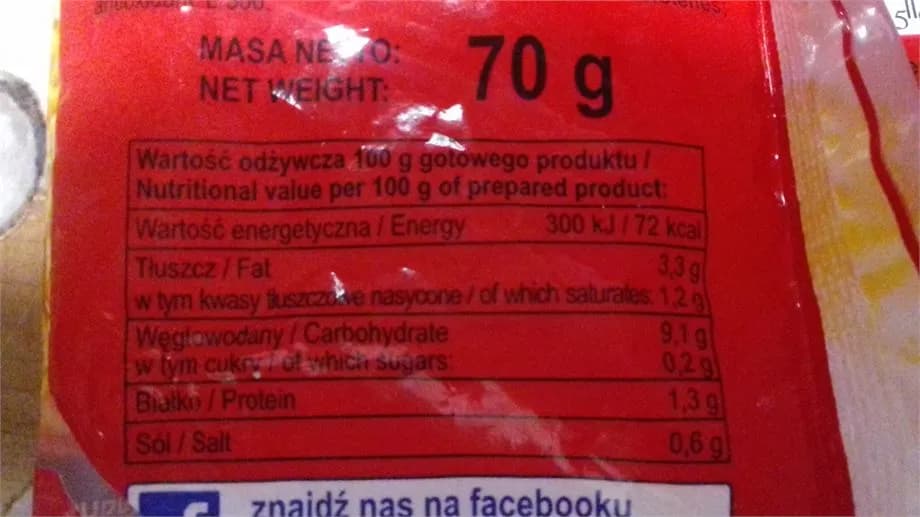 E 300.
MASA NETTO: 70 g
NET WEIGHT:
Wartość odżywcza 100 g gotowego produktu /
Nutritional value per 100 g of prepared product:
Wartość energetyczna / Energy 300 kJ / 72 kcal
Tłuszcz / Fat 3,3 g
w tym kwasy tłuszczowe nasycone / of which saturates: 1,2 g
Węglowodany / Carbohydrate 9,1 g
w tym cukry / of which sugars: 0,2 g
Białko / Protein 1,3 g
Sól / Salt 0,6 g
f znajdź nas na facebooku